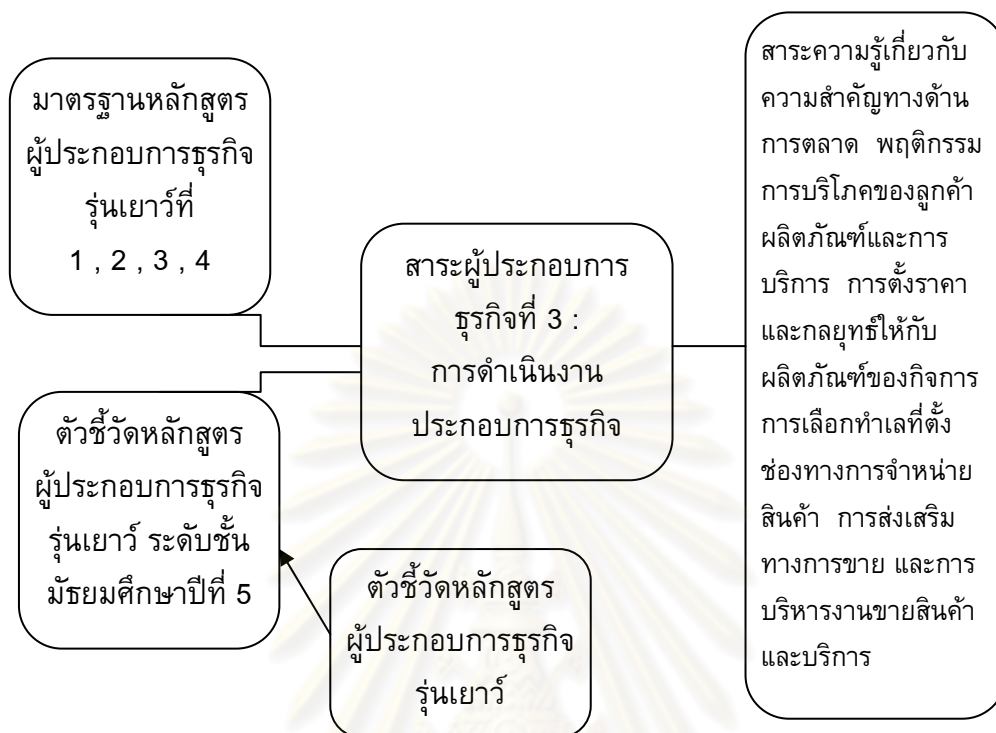 มาตรฐานหลักสูตร
ผู้ประกอบการธุรกิจ
รุ่นเยาว์ที่
1 , 2 , 3 , 4
ตัวชี้วัดหลักสูตร
ผู้ประกอบการธุรกิจ
รุ่นเยาว์ ระดับชั้น
มัธยมศึกษาปีที่ 5
สาระผู้ประกอบการ
ธุรกิจที่ 3 :
การดำเนินงาน
ประกอบการธุรกิจ
ตัวชี้วัดหลักสูตร
ผู้ประกอบการธุรกิจ
รุ่นเยาว์
สาระความรู้เกี่ยวกับ
ความสำคัญทางด้าน
การตลาด พฤติกรรม
การบริโภคของลูกค้า
ผลิตภัณฑ์และการ
บริการ การตั้งราคา
และกลยุทธ์ให้กับ
ผลิตภัณฑ์ของกิจการ
การเลือกทำเลที่ตั้ง
ช่องทางการจำหน่าย
สินค้า การส่งเสริม
ทางการขาย และการ
บริหารงานขายสินค้า
และบริการ